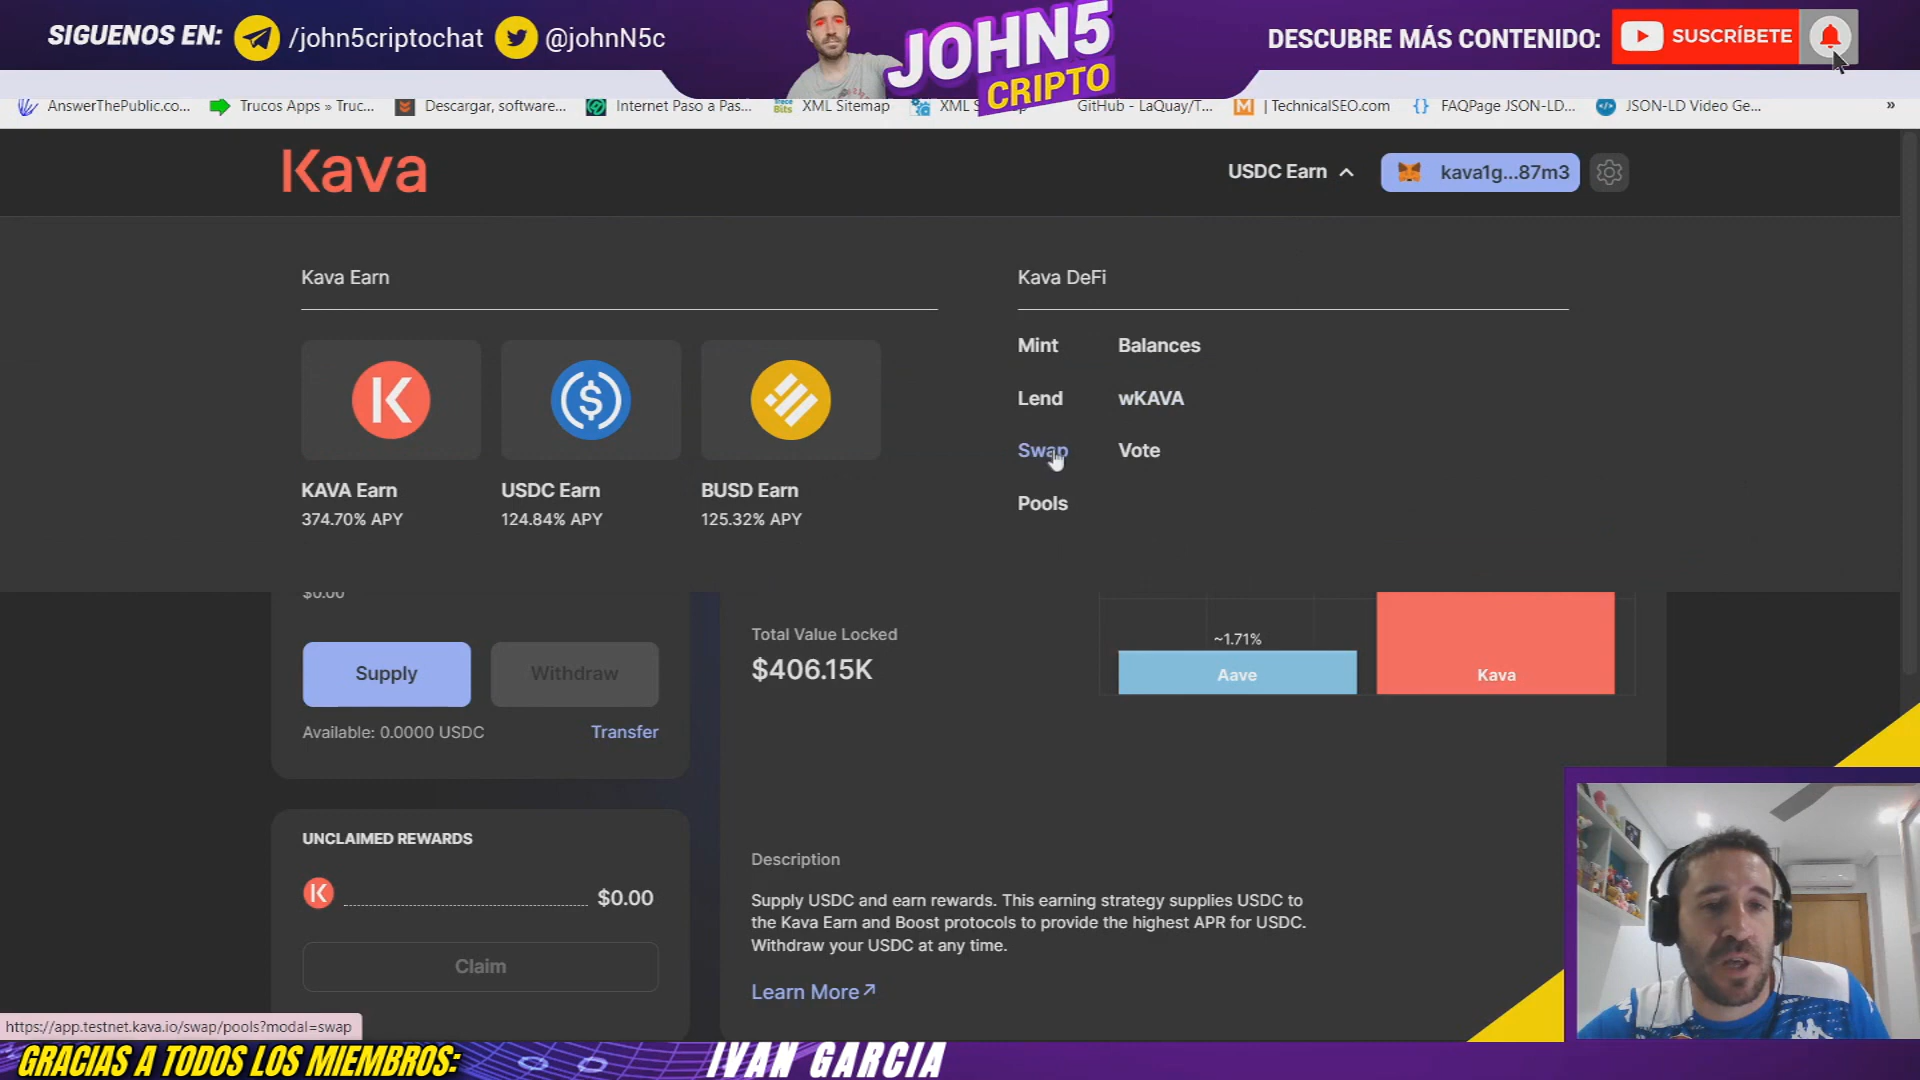 SIGUENOS EN: /john5criptochat @johnN5c
JOHN5
CRIPTO
DESCUBRE MÁS CONTENIDO: SUSCRÍBETE
AnswerThePublic.co... Trucos Apps » Truc... Descargar, software... Internet Paso a Pas... XML Sitemap XML S GitHub - LaQuay/T... | TechnicalSEO.com FAQPage JSON-LD... JSON-LD Video Ge... »
Kava
USDC Earn
kava1g...87m3
Kava Earn
KAVA Earn
374.70% APY
USDC Earn
124.84% APY
BUSD Earn
125.32% APY
Kava DeFi
Mint Balances
Lend wKAVA
Swap Vote
Pools
$0.00
Supply Withdraw
Available: 0.0000 USDC Transfer
Total Value Locked
$406.15K
~1.71%
Aave
Kava
UNCLAIMED REWARDS
$0.00
Claim
Description
Supply USDC and earn rewards. This earning strategy supplies USDC to
the Kava Earn and Boost protocols to provide the highest APR for USDC.
Withdraw your USDC at any time.
Learn More
https://app.testnet.kava.io/swap/pools?modal=swap
GRACIAS A TODOS LOS MIEMBROS: IVAN GARCIA